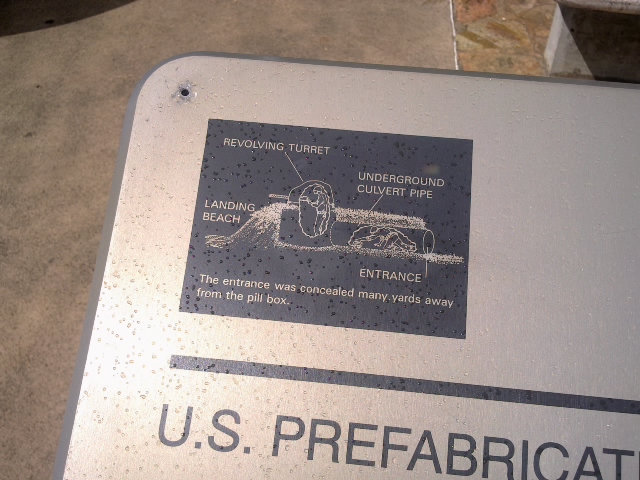 REVOLVING TURRET
UNDERGROUND
CULVERT PIPE
LANDING
BEACH
ENTRANCE
The entrance was concealed many yards away
from the pill box.
U.S. PREFABRICAT